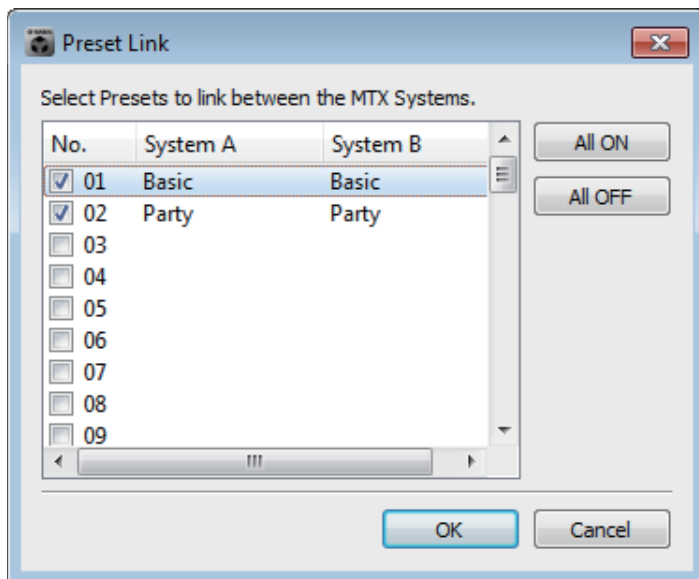 Preset Link
Select Presets to link between the MTX Systems.
No. System A System B
01 Basic Basic
02 Party Party
03
04
05
06
07
08
09
All ON
All OFF
OK Cancel